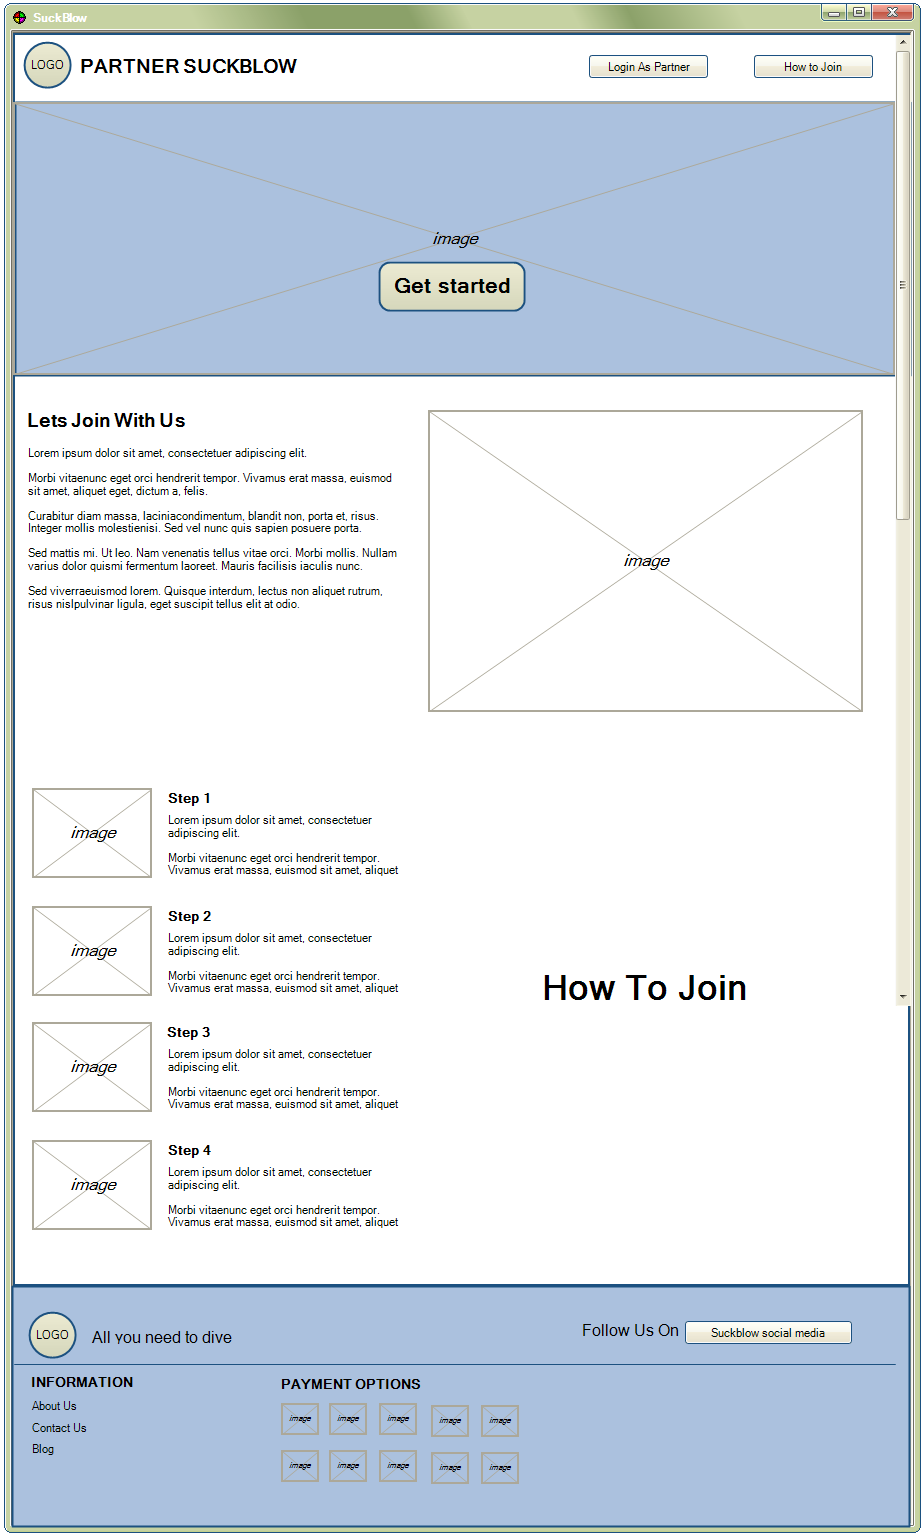 SuckBlow
LOGO
PARTNER SUCKBLOW
Login As Partner
How to Join
image
Get started
Lets Join With Us
Lorem ipsum dolor sit amet, consectetuer adipiscing elit.
Morbi vitaenunc eget orci hendrerit tempor. Vivamus erat massa, euismod
sit amet, aliquet eget, dictum a, felis.
Curabitur diam massa, laciniacondimentum, blandit non, porta et, risus.
Integer mollis molestienisi. Sed vel nunc quis sapien posuere porta.
Sed mattis mi. Ut leo. Nam venenatis tellus vitae orci. Morbi mollis. Nullam
varius dolor quismi fermentum laoreet. Mauris facilisis iaculis nunc.
Sed viverraeuismod lorem. Quisque interdum, lectus non aliquet rutrum,
risus nislpulvinar ligula, eget suscipit tellus elit at odio.
image
image
Step 1
Lorem ipsum dolor sit amet, consectetuer
adipiscing elit.
Morbi vitaenunc eget orci hendrerit tempor.
Vivamus erat massa, euismod sit amet, aliquet
image
Step 2
Lorem ipsum dolor sit amet, consectetuer
adipiscing elit.
Morbi vitaenunc eget orci hendrerit tempor.
Vivamus erat massa, euismod sit amet, aliquet
image
Step 3
Lorem ipsum dolor sit amet, consectetuer
adipiscing elit.
Morbi vitaenunc eget orci hendrerit tempor.
Vivamus erat massa, euismod sit amet, aliquet
image
Step 4
Lorem ipsum dolor sit amet, consectetuer
adipiscing elit.
Morbi vitaenunc eget orci hendrerit tempor.
Vivamus erat massa, euismod sit amet, aliquet
How To Join
LOGO
All you need to dive
Follow Us On
Suckblow social media
INFORMATION
About Us
Contact Us
Blog
PAYMENT OPTIONS
image image image image image
image image image image image